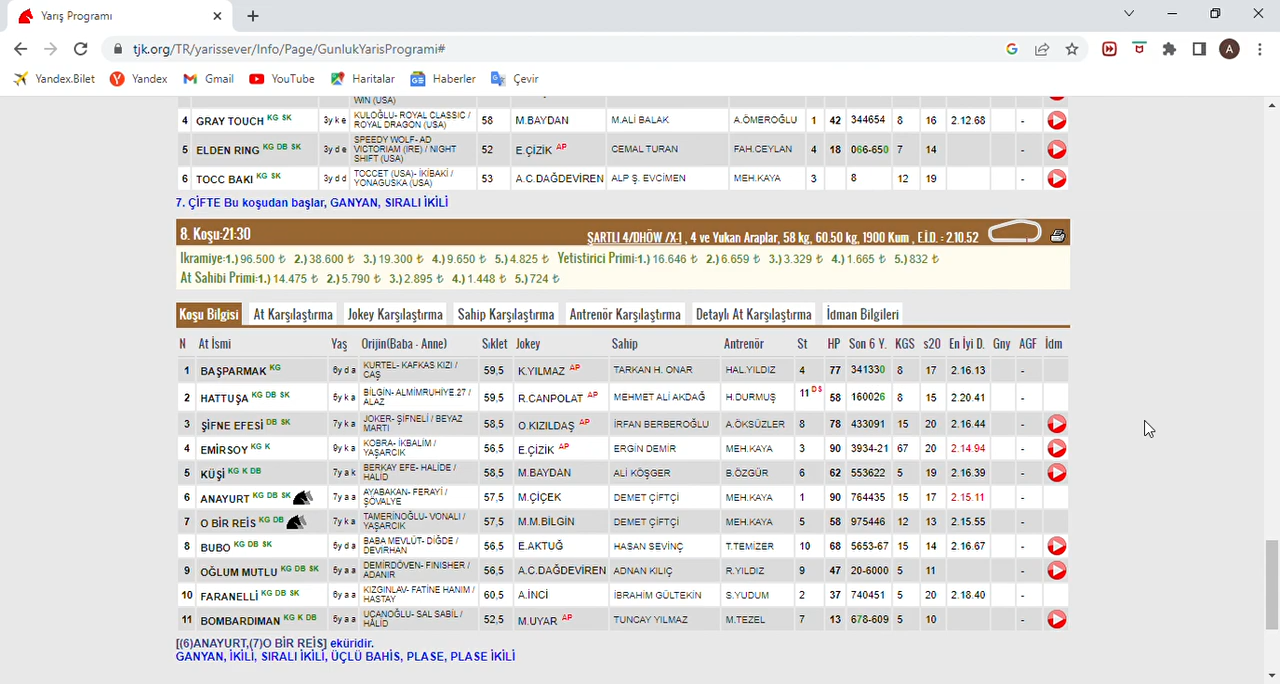 Yarış Programı
tjk.org/TR/yarissever/Info/Page/GunlukYarisProgrami#
A
Yandex.Bilet Yandex Gmail YouTube Haritalar Haberler Çevir
WIN (USA)
4 GRAY TOUCH KG SK 3y k e KULOĞLU- ROYAL CLASSIC / ROYAL DRAGON (USA) 58 M.BAYDAN M.ALİ BALAK A.ÖMEROĞLU 1 42 344654 8 16 2.12.68
5 ELDEN RING KG DB SK 3y d e SPEEDY WOLF- AD VICTORIAM (IRE) / NIGHT SHIFT (USA) 52 E.ÇİZİK AP CEMAL TURAN FAH.CEYLAN 4 18 066-650 7 14 -
6 TOCC BAKI KG SK 3y d d TOCCET (USA)- İKİBAKİ / YONAGUSKA (USA) 53 A.C.DAĞDEVİREN ALP Ş. EVCİMEN MEH.KAYA 3 8 12 19 -
7. ÇİFTE Bu koşudan başlar, GANYAN, SIRALI İKİLİ
8. Koşu:21:30 ŞARTLI 4/DHÖW /X-1 , 4 ve Yukarı Araplar, 58 kg, 60.50 kg, 1900 Kum , E.İ.D. : 2.10.52
İkramiye:1.) 96.500 ₺ 2.) 38.600 ₺ 3.) 19.300 ₺ 4.) 9.650 ₺ 5.) 4.825 ₺ Yetistirici Primi:1.) 16.646 ₺ 2.) 6.659 ₺ 3.) 3.329 ₺ 4.) 1.665 ₺ 5.) 832 ₺
At Sahibi Primi:1.) 14.475 ₺ 2.) 5.790 ₺ 3.) 2.895 ₺ 4.) 1.448 ₺ 5.) 724 ₺
Koşu Bilgisi At Karşılaştırma Jokey Karşılaştırma Sahip Karşılaştırma Antrenör Karşılaştırma Detaylı At Karşılaştırma İdman Bilgileri
N At İsmi Yaş Orijin(Baba - Anne) Sıklet Jokey Sahip Antrenör St HP Son 6 Y. KGS s20 En İyi D. Gny AGF İdm
1 BAŞPARMAK KG 6y d a KURTEL- KAFKAS KIZI / CAŞ 59,5 K.YILMAZ AP TARKAN H. ONAR HAL.YILDIZ 4 77 341330 8 17 2.16.13 -
2 HATTUŞA KG DB SK 5y k a BİLGİN- ALMİMRUHİYE.27 / ALAZ 59,5 R.CANPOLAT AP MEHMET ALİ AKDAĞ H.DURMUŞ 11 DS 58 160026 8 15 2.20.41 -
3 ŞİFNE EFESİ DB SK 7y k a JOKER- ŞİFNELİ / BEYAZ MARTI 58,5 O.KIZILDAŞ AP İRFAN BERBEROĞLU A.ÖKSÜZLER 8 78 433091 15 20 2.16.44 -
4 EMİRSOY KG K 9y k a KOBRA- İKBALİM / YAŞARCIK 56,5 E.ÇİZİK AP ERGİN DEMİR MEH.KAYA 3 90 3934-21 67 20 2.14.94 -
5 KÜŞİ KG K DB 7y a k BERKAY EFE- HALİDE / HALİD 58,5 M.BAYDAN ALİ KÖŞGER B.ÖZGÜR 6 62 553622 5 19 2.16.39 -
6 ANAYURT KG DB SK 7y a a AYABAKAN- FERAYİ / ŞÖVALYE 57,5 M.ÇİÇEK DEMET ÇİFTÇİ MEH.KAYA 1 90 764435 15 17 2.15.11 -
7 O BİR REİS KG DB 7y k a TAMERİNOĞLU- VONALI / YAŞARCIK 57,5 M.M.BİLGİN DEMET ÇİFTÇİ MEH.KAYA 5 58 975446 12 13 2.15.55 -
8 BUBO KG DB SK 6y d a BABA MEVLÜT- DİĞDE / DEVİRHAN 56,5 E.AKTUĞ HASAN SEVİNÇ T.TEMİZER 10 68 5653-67 15 14 2.16.67 -
9 OĞLUM MUTLU KG DB SK 6y a a DEMİRDÖVEN- FINISHER / ADANIR 56,5 A.C.DAĞDEVİREN ADNAN KILIÇ R.YILDIZ 9 47 20-6000 5 11 -
10 FARANELLİ KG DB SK 6y a a KIZGINLAV- FATİNE HANIM / HASTAY 60,5 A.İNCİ İBRAHİM GÜLTEKİN S.YUDUM 2 37 740451 5 20 2.18.40 -
11 BOMBARDIMAN KG K DB 5y a a UÇANOĞLU- SAL SABİL / HÂLİD 52,5 M.UYAR AP TUNCAY YILMAZ M.TEZEL 7 13 678-609 5 10 -
[(6)ANAYURT,(7)O BİR REİS] eküridir.
GANYAN, İKİLİ, SIRALI İKİLİ, ÜÇLÜ BAHİS, PLASE, PLASE İKİLİ